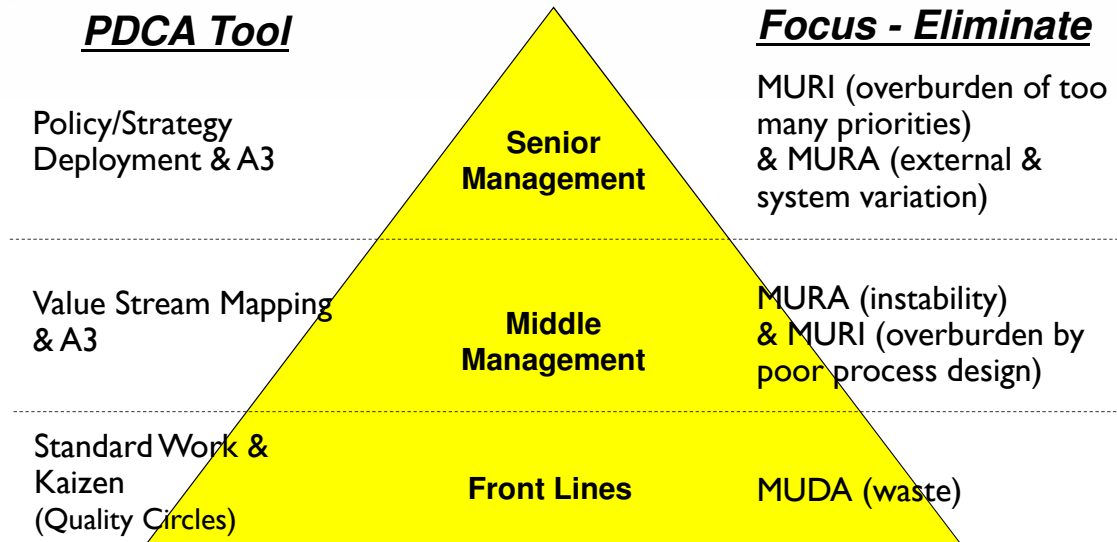 PDCA Tool
Focus - Eliminate
Policy/Strategy
Deployment & A3
Senior
Management
MURI (overburden of too
many priorities)
& MURA (external &
system variation)
Value Stream Mapping
& A3
Middle
Management
MURA (instability)
& MURI (overburden by
poor process design)
Standard Work &
Kaizen
(Quality Circles)
Front Lines
MUDA (waste)